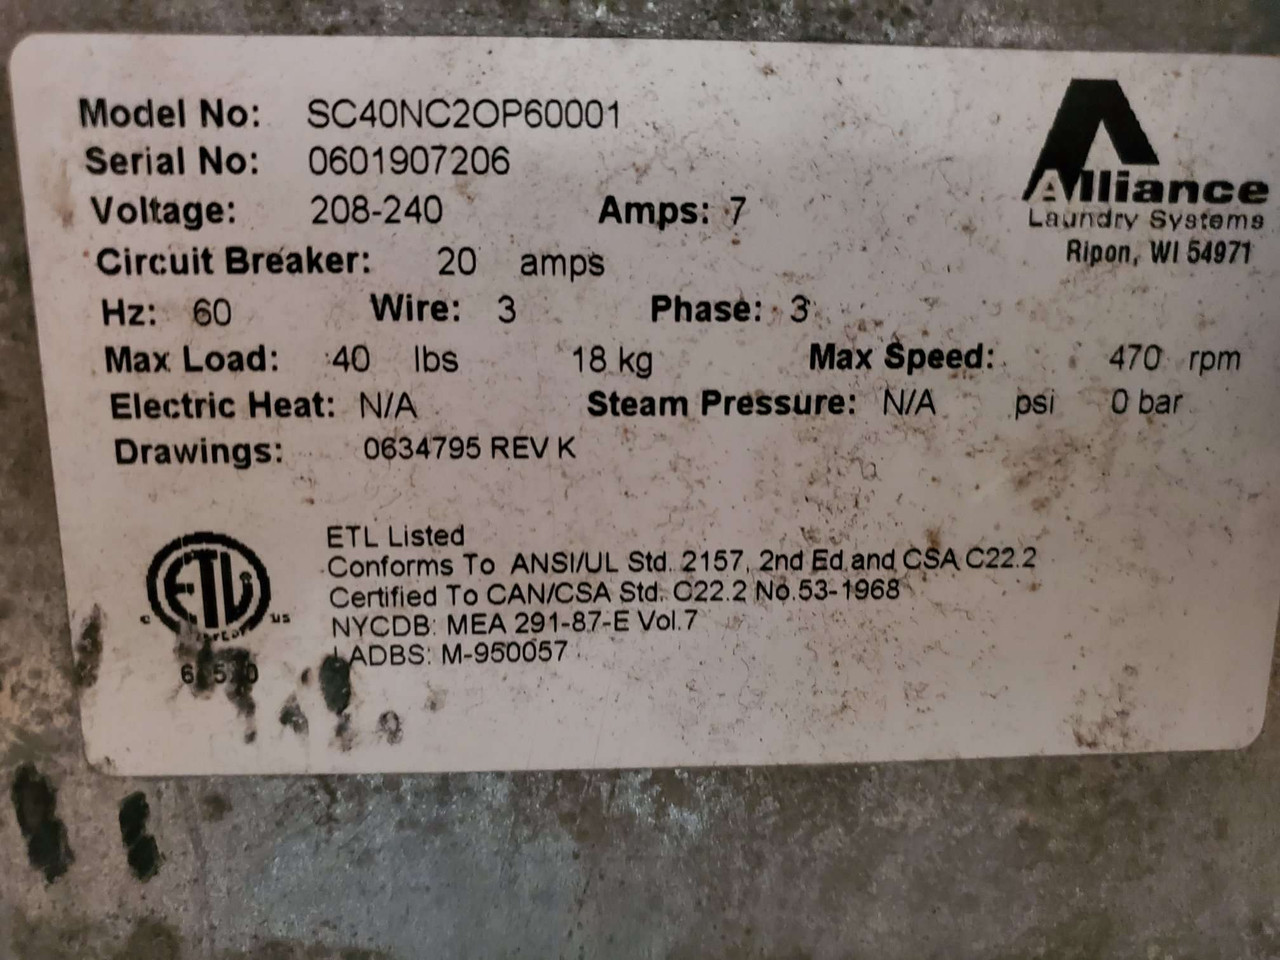 Model No: SC40NC2OP60001
Serial No: 0601907206
Voltage: 208-240 Amps: 7
Circuit Breaker: 20 amps
Hz: 60 Wire: 3 Phase: 3
Max Load: 40 lbs 18 kg Max Speed: 470 rpm
Electric Heat: N/A Steam Pressure: N/A psi 0 bar
Drawings: 0634795 REV K
Alliance
Laundry Systems
Ripon, WI 54971
ETL
c us
ETL Listed
Conforms To ANSI/UL Std. 2157, 2nd Ed and CSA C22.2
Certified To CAN/CSA Std. C22.2 No.53-1968
NYCDB: MEA 291-87-E Vol.7
LADBS: M-950057